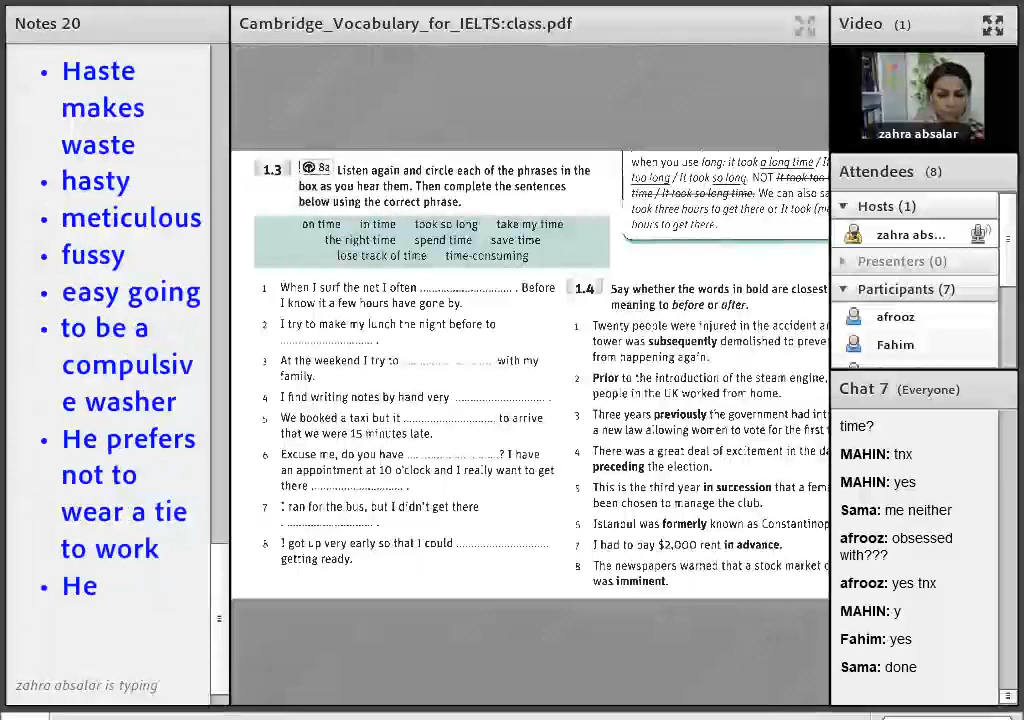 Notes 20
Haste
makes
waste
hasty
meticulous
fussy
easy going
to be a
compulsiv
e washer
He prefers
not to
wear a tie
to work
He
zahra absalar is typing
Cambridge_Vocabulary_for_IELTS:class.pdf
1.3 8a Listen again and circle each of the phrases in the
box as you hear them. Then complete the sentences
below using the correct phrase.
on time in time took so long take my time
the right time spend time save time
lose track of time time-consuming
1 When I surf the net I often .............................. . Before
I know it a few hours have gone by.
2 I try to make my lunch the night before to
.............................. .
3 At the weekend I try to .............................. with my
family.
4 I find writing notes by hand very .............................. .
5 We booked a taxi but it .............................. to arrive
that we were 15 minutes late.
6 Excuse me, do you have .............................. ? I have
an appointment at 10 o'clock and I really want to get
there .............................. .
7 I ran for the bus, but I didn't get there
.............................. .
8 I got up very early so that I could ..............................
getting ready.
when you use long: It took a long time / It
too long / It took so long. NOT It took too
time / It took so long time. We can also sa
took three hours to get there or It took (me
hours to get there.
1.4 Say whether the words in bold are closest
meaning to before or after.
1 Twenty people were injured in the accident an
tower was subsequently demolished to preve
from happening again.
2 Prior to the introduction of the steam engine,
people in the UK worked from home.
3 Three years previously the government had int
a new law allowing women to vote for the first
4 There was a great deal of excitement in the da
preceding the election.
5 This is the third year in succession that a fem
been chosen to manage the club.
6 Istanbul was formerly known as Constantinop
7 I had to pay $2,000 rent in advance.
8 The newspapers warned that a stock market c
was imminent.
Video (1)
zahra absalar
Attendees (8)
Hosts (1)
zahra abs...
Presenters (0)
Participants (7)
afrooz
Fahim
Chat 7 (Everyone)
time?
MAHIN: tnx
MAHIN: yes
Sama: me neither
afrooz: obsessed
with???
afrooz: yes tnx
MAHIN: y
Fahim: yes
Sama: done